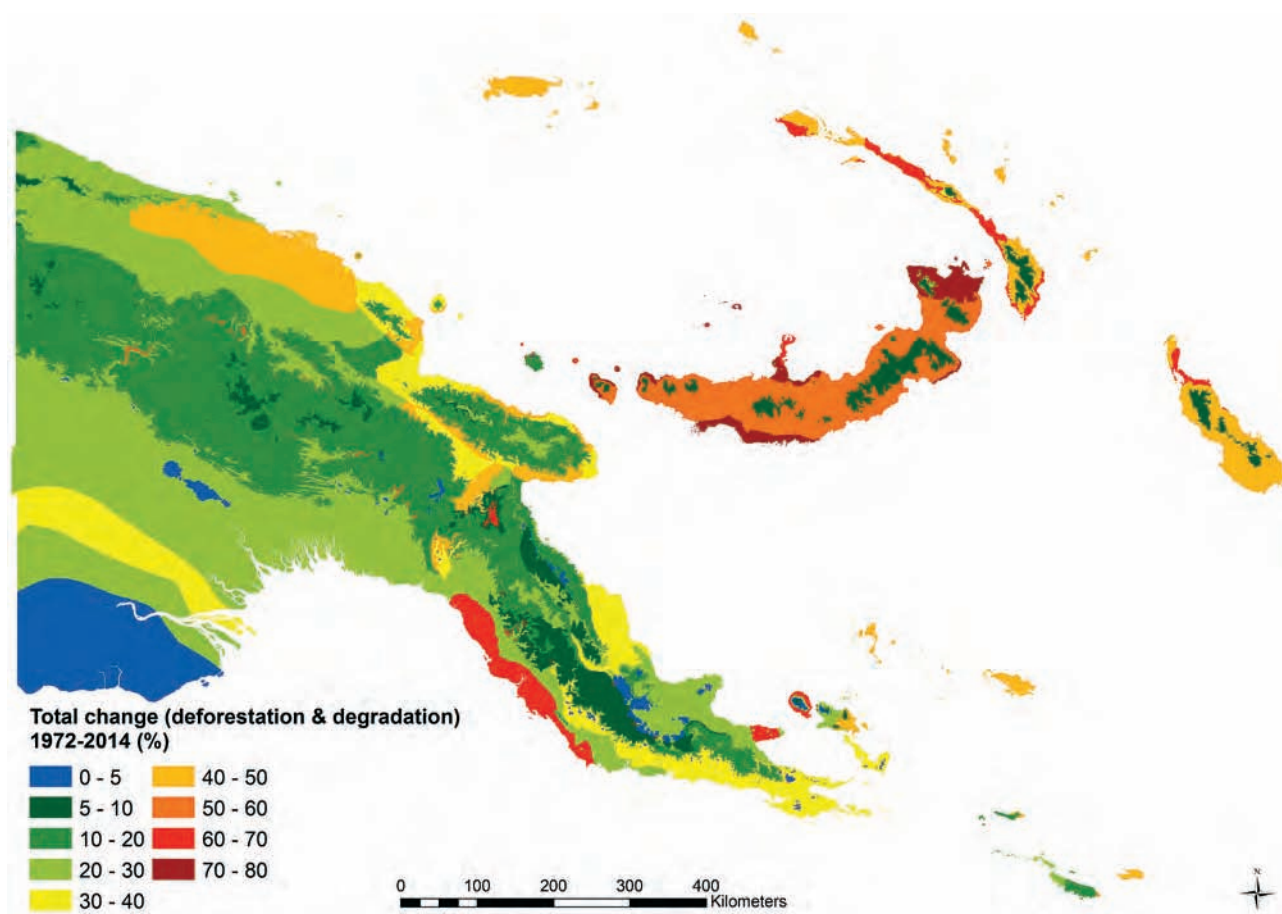 Total change (deforestation & degradation)
1972-2014 (%)
0 - 5
5 - 10
10 - 20
20 - 30
30 - 40
40 - 50
50 - 60
60 - 70
70 - 80
0 100 200 300 400
Kilometers
N